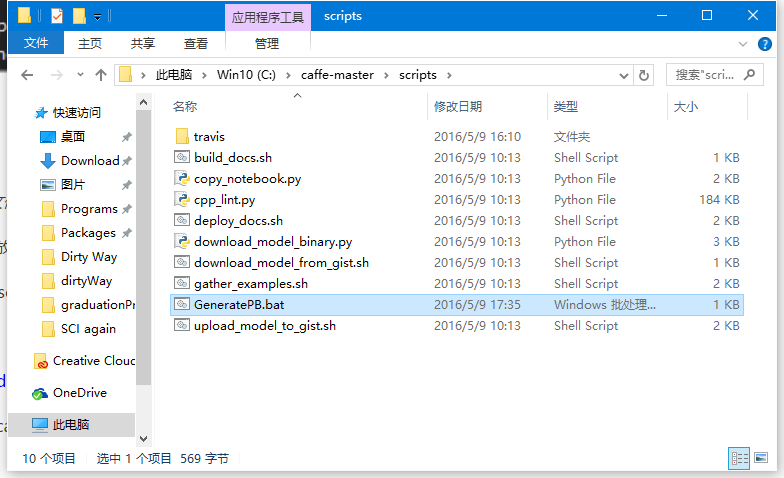 应用程序工具 scripts
文件 主页 共享 查看 管理
此电脑 Win10 (C:) caffe-master scripts 搜索"scri...
名称 修改日期 类型 大小
快速访问
桌面
Download
图片
Programs
Packages
Dirty Way
dirtyWay
graduationPr
SCI again
Creative Cloud
OneDrive
此电脑
travis 2016/5/9 16:10 文件夹
build_docs.sh 2016/5/9 10:13 Shell Script 1 KB
copy_notebook.py 2016/5/9 10:13 Python File 2 KB
cpp_lint.py 2016/5/9 10:13 Python File 184 KB
deploy_docs.sh 2016/5/9 10:13 Shell Script 2 KB
download_model_binary.py 2016/5/9 10:13 Python File 3 KB
download_model_from_gist.sh 2016/5/9 10:13 Shell Script 1 KB
gather_examples.sh 2016/5/9 10:13 Shell Script 1 KB
GeneratePB.bat 2016/5/9 17:35 Windows 批处理... 1 KB
upload_model_to_gist.sh 2016/5/9 10:13 Shell Script 2 KB
10 个项目 选中 1 个项目 569 字节